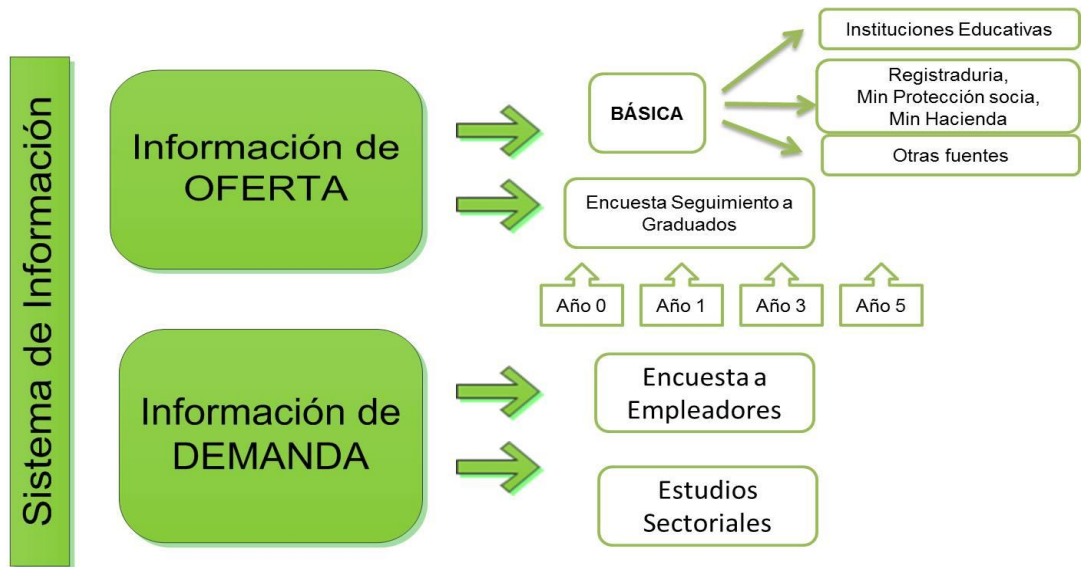 Sistema de Información
Información de
OFERTA
BÁSICA
Instituciones Educativas
Registraduria,
Min Protección socia,
Min Hacienda
Otras fuentes
Encuesta Seguimiento a
Graduados
Año 0
Año 1
Año 3
Año 5
Información de
DEMANDA
Encuesta a
Empleadores
Estudios
Sectoriales